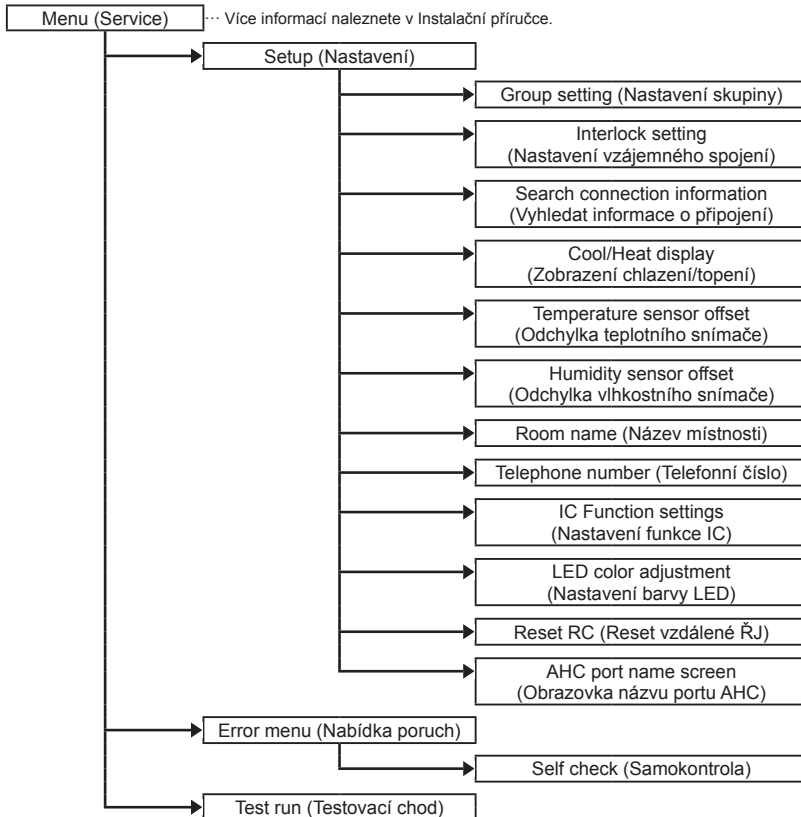 Menu (Service) ··· Více informací naleznete v Instalační příručce.
Setup (Nastavení)
Group setting (Nastavení skupiny)
Interlock setting
(Nastavení vzájemného spojení)
Search connection information
(Vyhledat informace o připojení)
Cool/Heat display
(Zobrazení chlazení/topení)
Temperature sensor offset
(Odchylka teplotního snímače)
Humidity sensor offset
(Odchylka vlhkostního snímače)
Room name (Název místnosti)
Telephone number (Telefonní číslo)
IC Function settings
(Nastavení funkce IC)
LED color adjustment
(Nastavení barvy LED)
Reset RC (Reset vzdálené ŘJ)
AHC port name screen
(Obrazovka názvu portu AHC)
Error menu (Nabídka poruch)
Self check (Samokontrola)
Test run (Testovací chod)